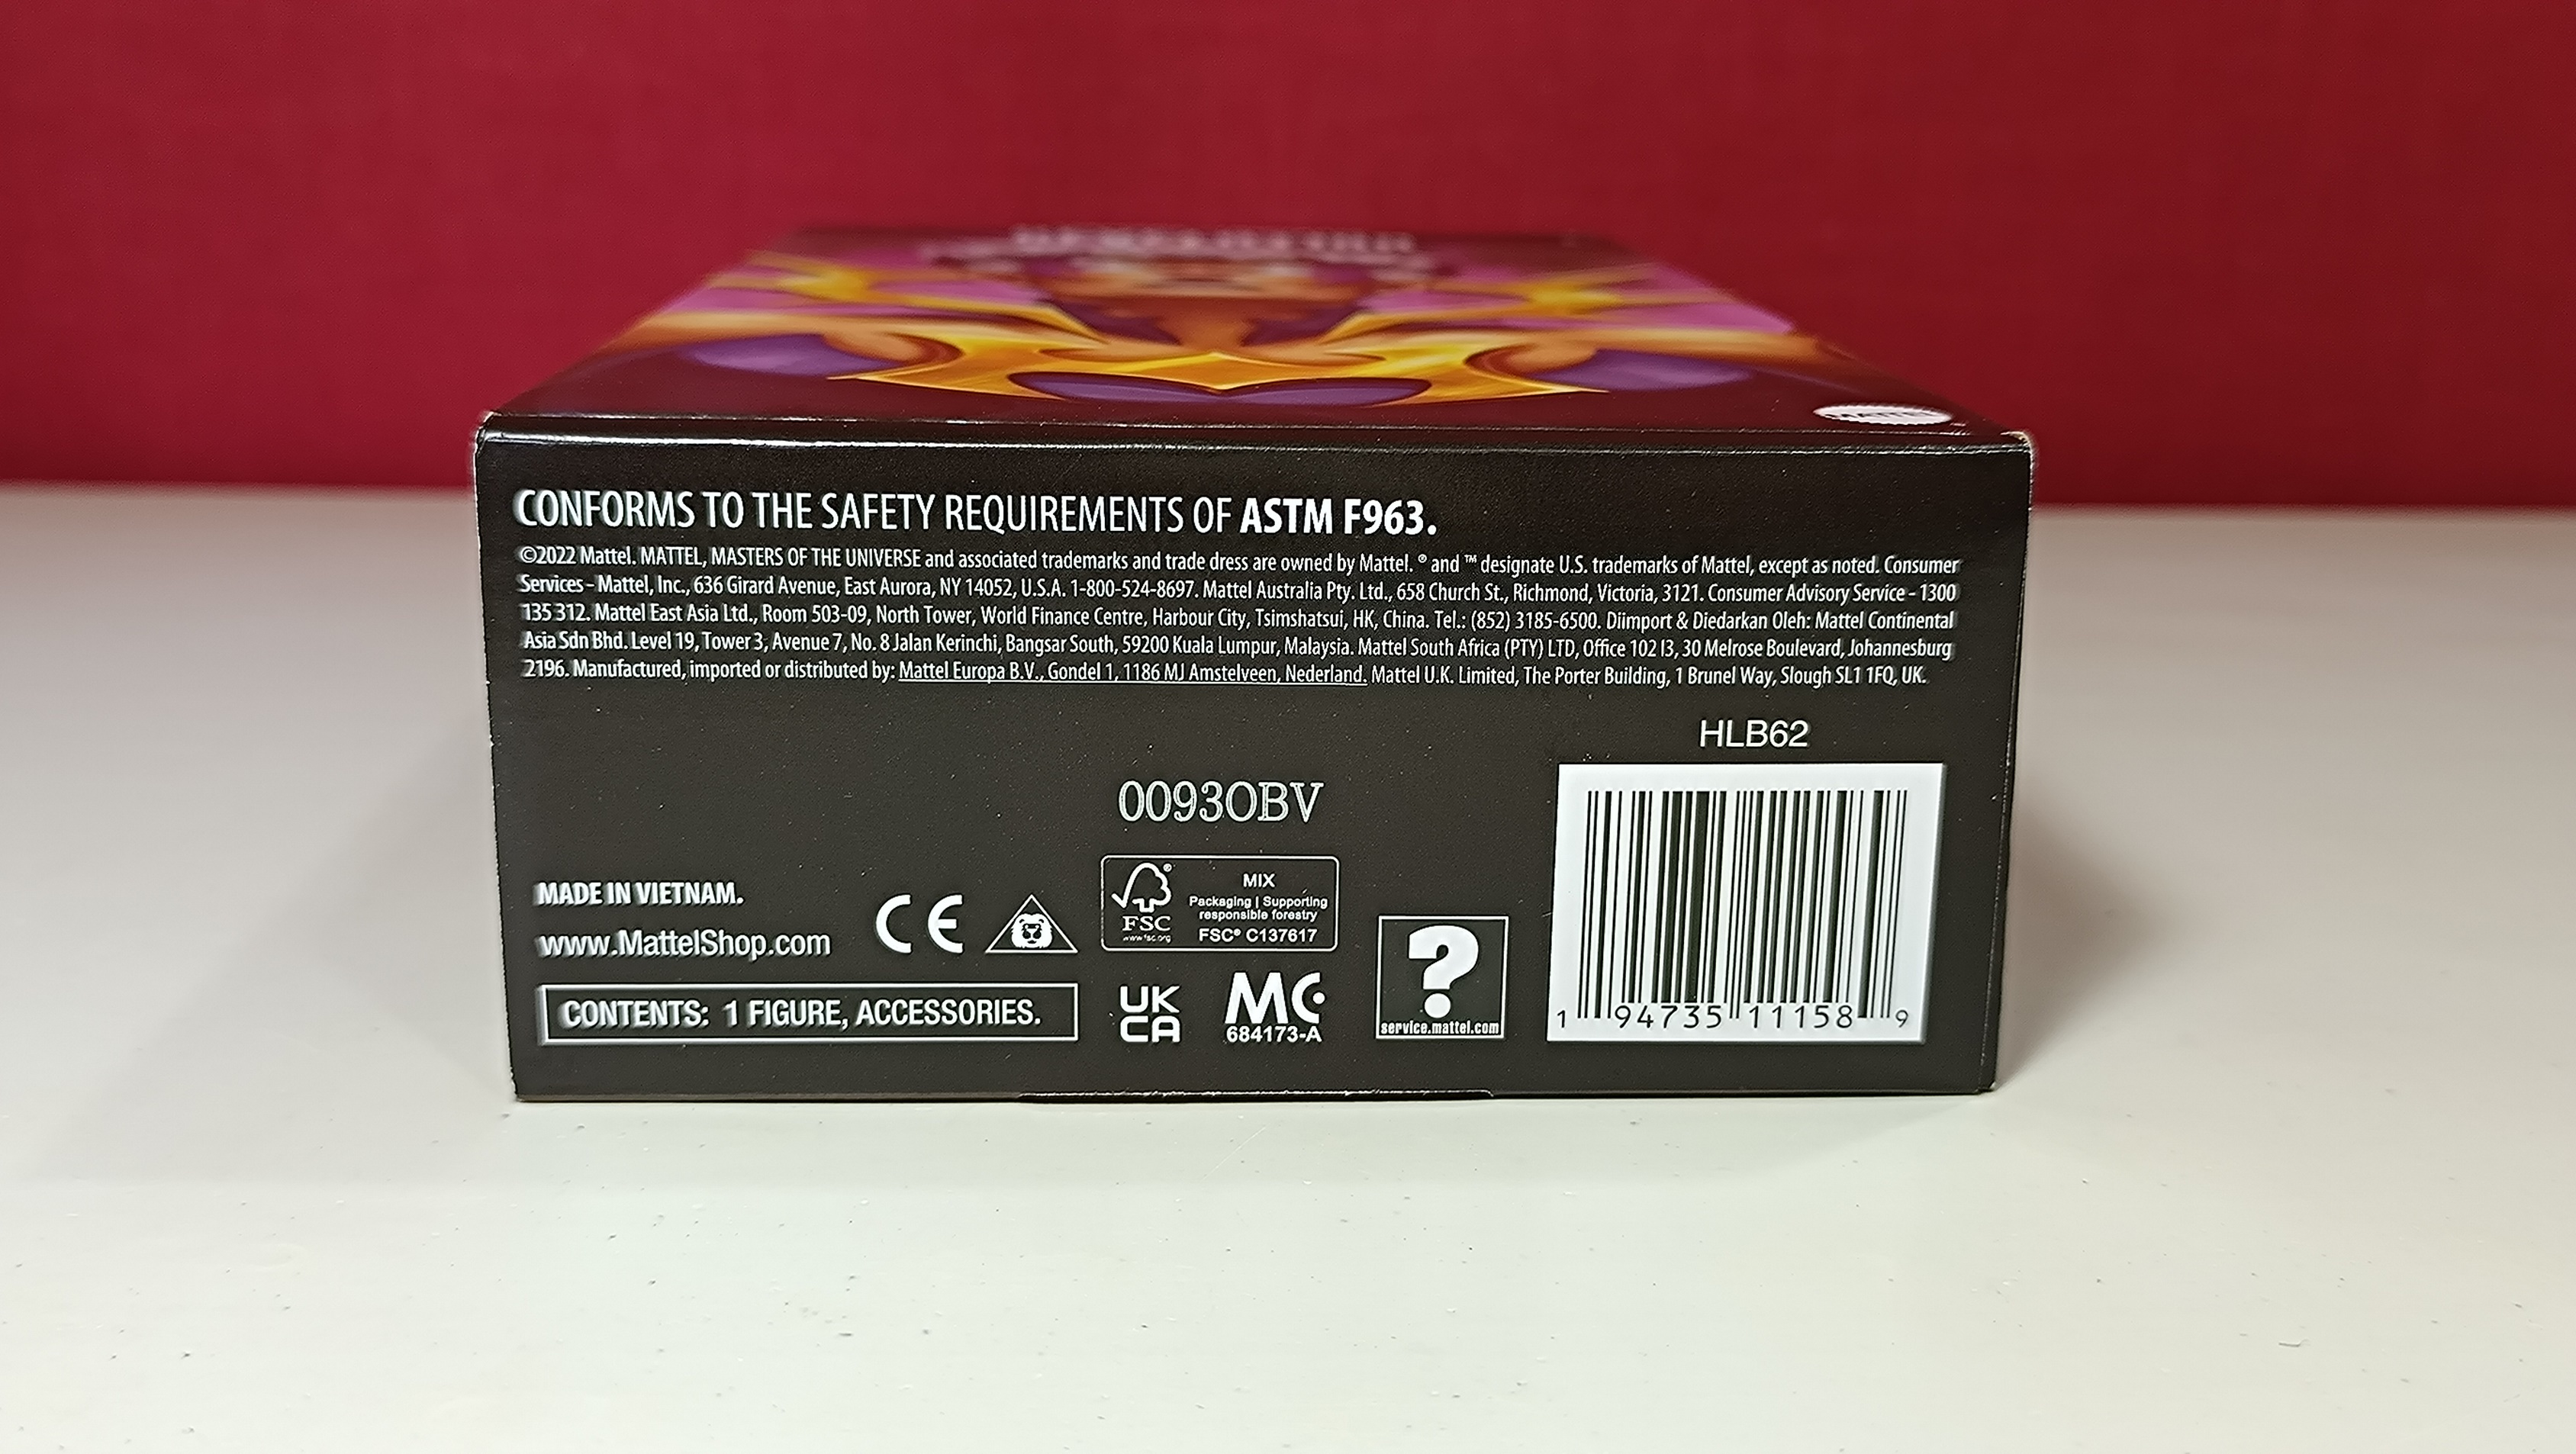 MATTEL
CONFORMS TO THE SAFETY REQUIREMENTS OF ASTM F963.
©2022 Mattel. MATTEL, MASTERS OF THE UNIVERSE and associated trademarks and trade dress are owned by Mattel. ® and ™ designate U.S. trademarks of Mattel, except as noted. Consumer
Services – Mattel, Inc., 636 Girard Avenue, East Aurora, NY 14052, U.S.A. 1-800-524-8697. Mattel Australia Pty. Ltd., 658 Church St., Richmond, Victoria, 3121. Consumer Advisory Service – 1300
135 312. Mattel East Asia Ltd., Room 503-09, North Tower, World Finance Centre, Harbour City, Tsimshatsui, HK, China. Tel.: (852) 3185-6500. Diimport & Diedarkan Oleh: Mattel Continental
Asia Sdn Bhd. Level 19, Tower 3, Avenue 7, No. 8 Jalan Kerinchi, Bangsar South, 59200 Kuala Lumpur, Malaysia. Mattel South Africa (PTY) LTD, Office 102 I3, 30 Melrose Boulevard, Johannesburg
2196. Manufactured, imported or distributed by: Mattel Europa B.V., Gondel 1, 1186 MJ Amstelveen, Nederland. Mattel U.K. Limited, The Porter Building, 1 Brunel Way, Slough SL1 1FQ, UK.
HLB62
0093OBV
MADE IN VIETNAM.
www.MattelShop.com
CE
FSC
www.fsc.org
MIX
Packaging | Supporting
responsible forestry
FSC® C137617
CONTENTS: 1 FIGURE, ACCESSORIES.
UK
CA
MC
684173-A
?
service.mattel.com
1 94735 11158 9